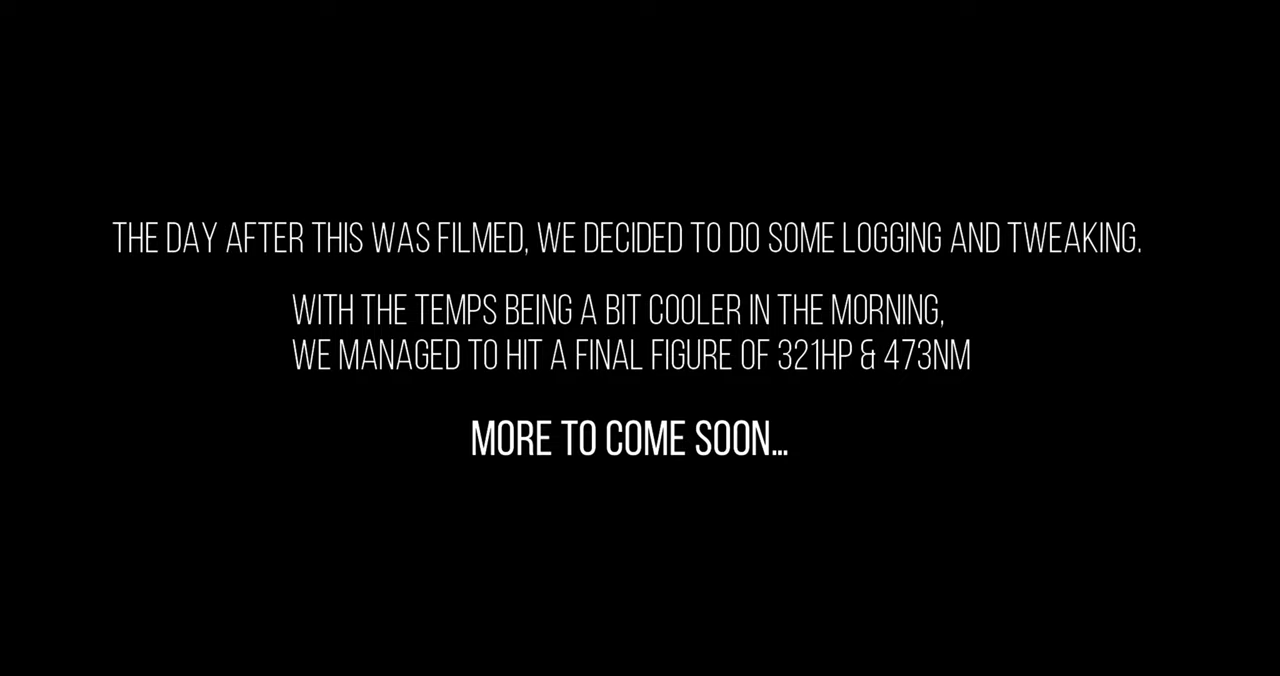 THE DAY AFTER THIS WAS FILMED, WE DECIDED TO DO SOME LOGGING AND TWEAKING.
WITH THE TEMPS BEING A BIT COOLER IN THE MORNING,
WE MANAGED TO HIT A FINAL FIGURE OF 321HP & 473NM
MORE TO COME SOON...